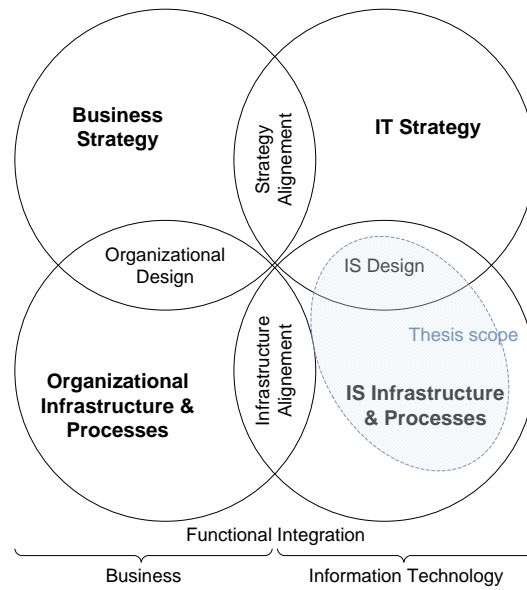 Business
Strategy
Strategy
Alignement
IT Strategy
Organizational
Design
IS Design
Thesis scope
Organizational
Infrastructure &
Processes
Infrastructure
Alignement
IS Infrastructure
& Processes
Functional Integration
Business
Information Technology